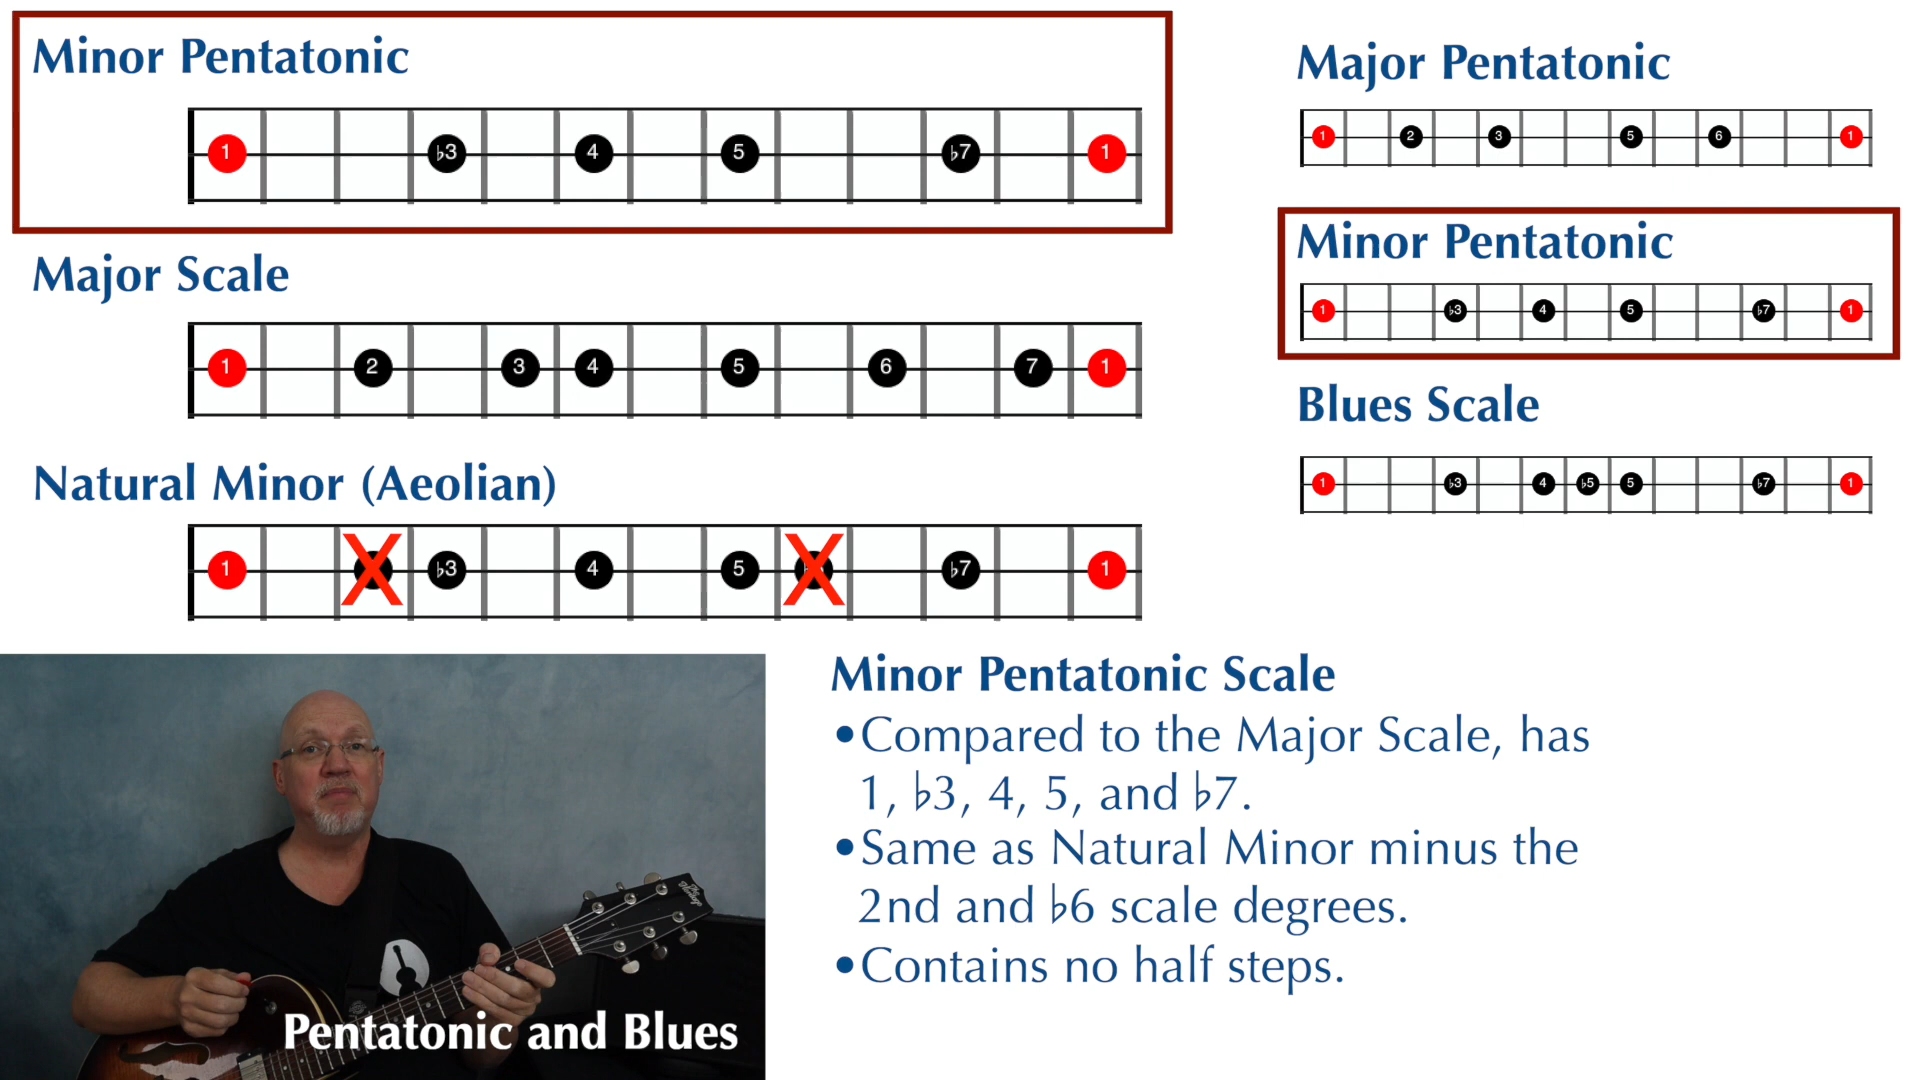 Minor Pentatonic
1 ♭3 4 5 ♭7 1
Major Scale
1 2 3 4 5 6 7 1
Natural Minor (Aeolian)
1 X ♭3 4 5 X ♭7 1
Major Pentatonic
1 2 3 5 6 1
Minor Pentatonic
1 ♭3 4 5 ♭7 1
Blues Scale
1 ♭3 4 ♭5 5 ♭7 1
Minor Pentatonic Scale
•Compared to the Major Scale, has
1, ♭3, 4, 5, and ♭7.
•Same as Natural Minor minus the
2nd and ♭6 scale degrees.
•Contains no half steps.
Pentatonic and Blues